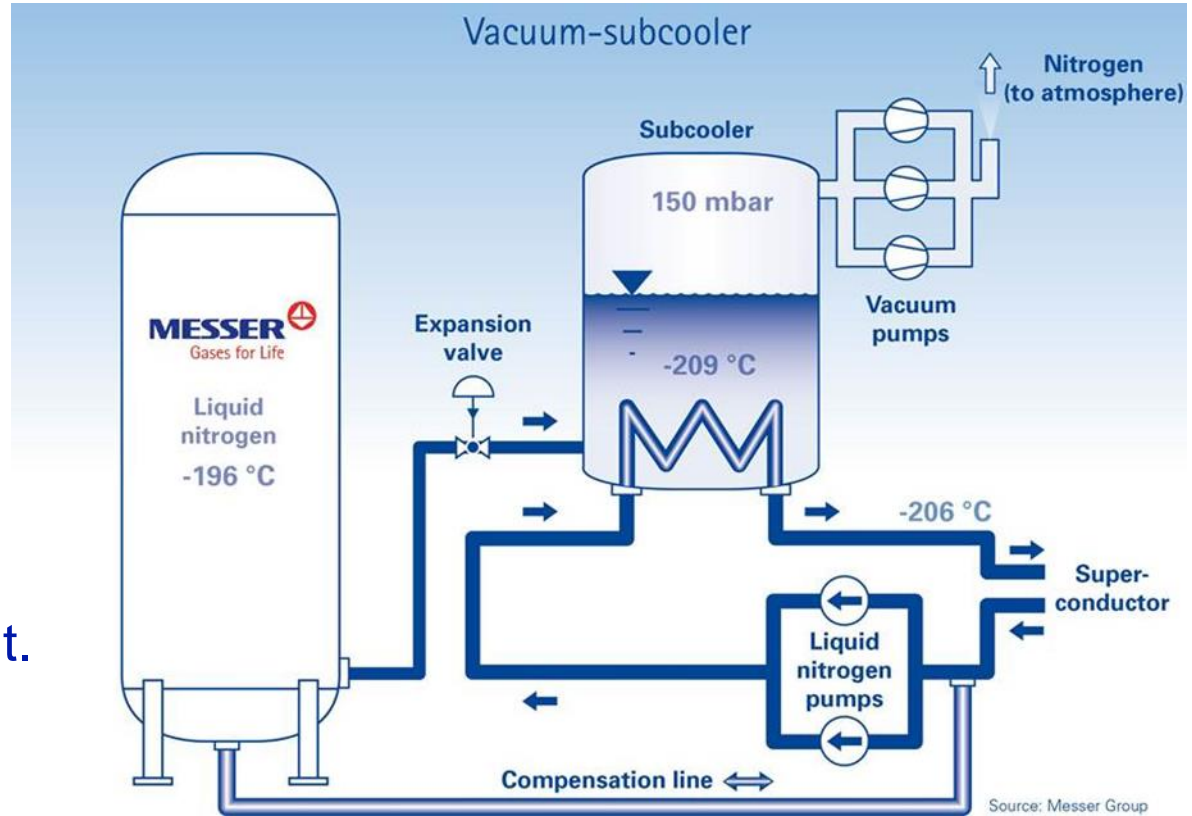 Vacuum-subcooler
Nitrogen
(to atmosphere)
Subcooler
150 mbar
MESSER
Gases for Life
Expansion
valve
Vacuum
pumps
-209 °C
Liquid
nitrogen
-196 °C
-206 °C
Super-
conductor
t.
Liquid
nitrogen
pumps
Compensation line
Source: Messer Group